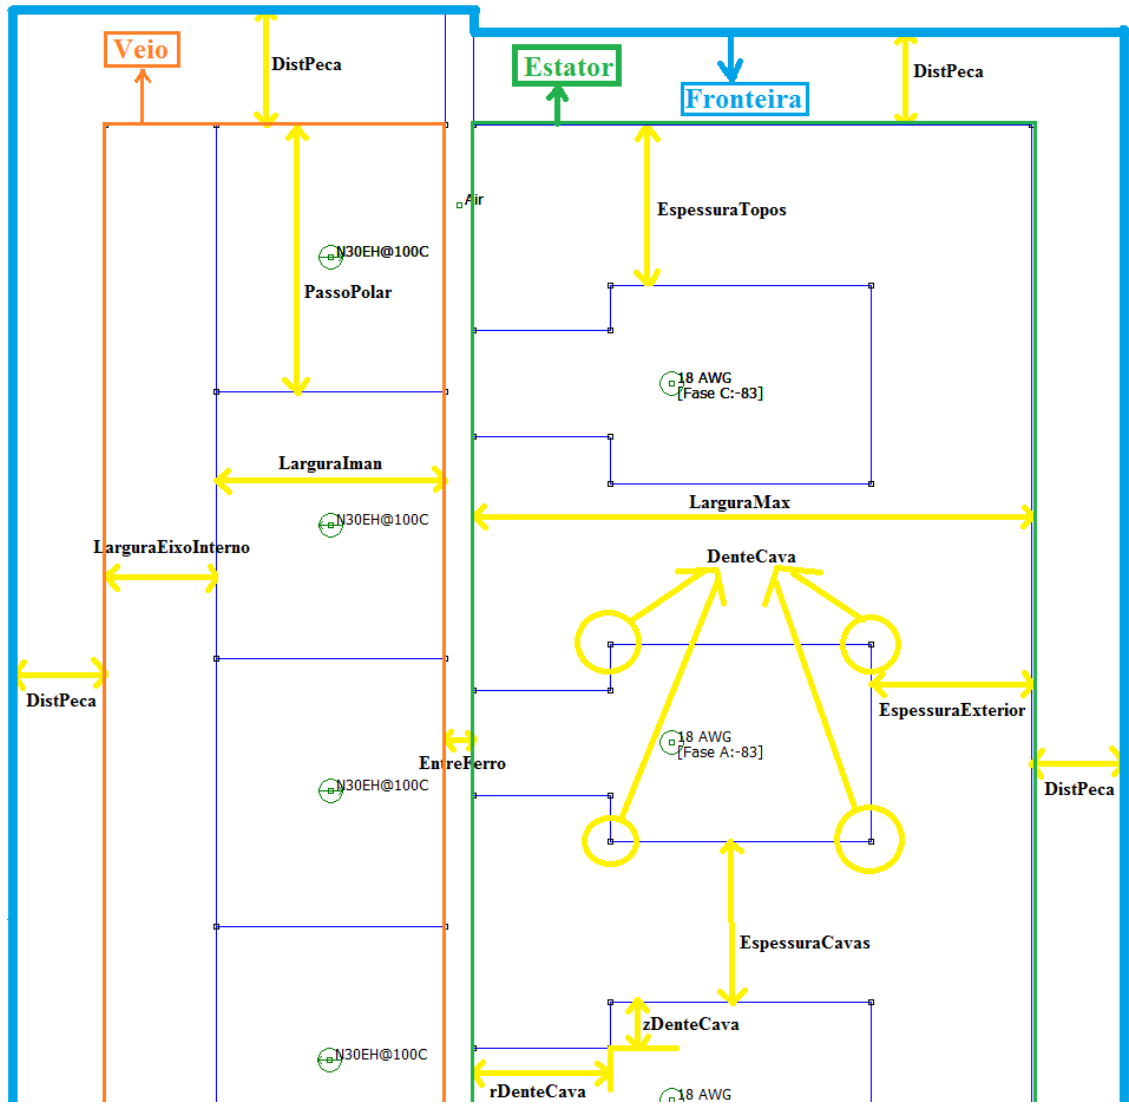 Veio
Estator
DistPeca
DistPeca
Fronteira
Air
EspessuraTopos
N30EH@100C
PassoPolar
18 AWG
[Fase C:-83]
LarguraIman
LarguraMax
N30EH@100C
LarguraEixoInterno
DenteCava
DistPeca
EspessuraExterior
18 AWG
[Fase A:-83]
EntreFerro
N30EH@100C
DistPeca
EspessuraCavas
zDenteCava
N30EH@100C
rDenteCava
18 AWG